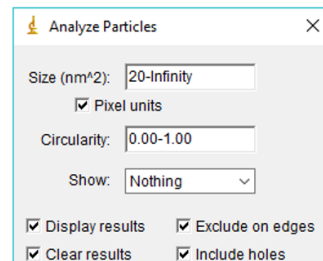 Analyze Particles
Size (nm^2): 20-Infinity
Pixel units
Circularity: 0.00-1.00
Show: Nothing
Display results Exclude on edges
Clear results Include holes